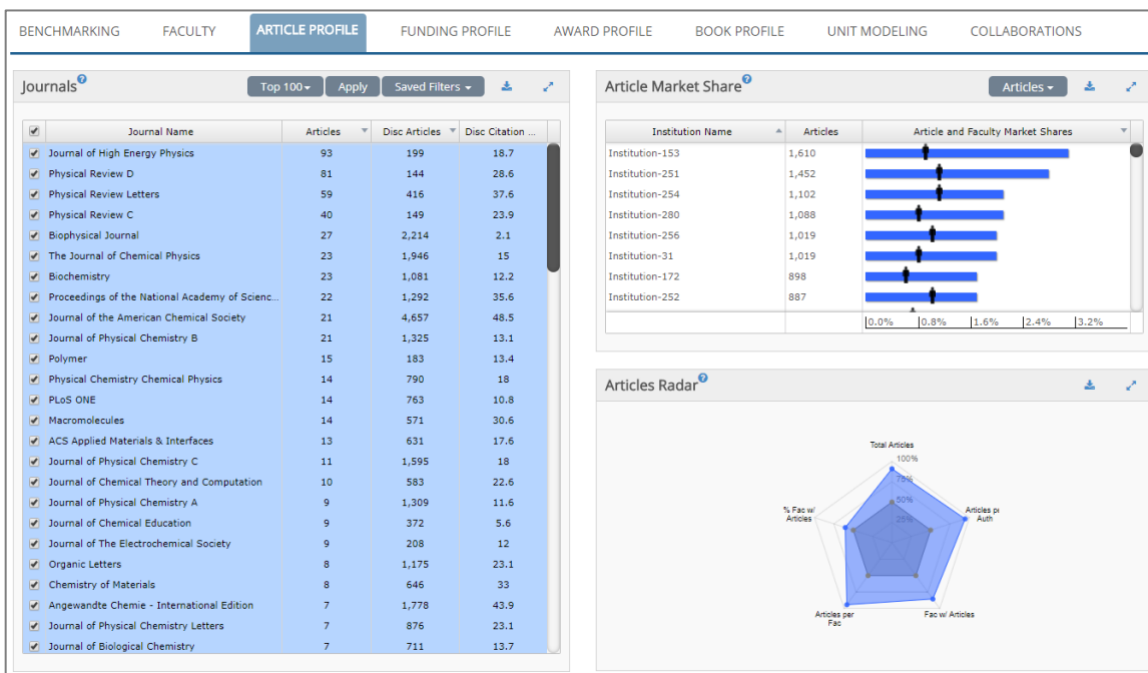 BENCHMARKING FACULTY ARTICLE PROFILE FUNDING PROFILE AWARD PROFILE BOOK PROFILE UNIT MODELING COLLABORATIONS
Journals? Top 100 Apply Saved Filters
Journal Name Articles Disc Articles Disc Citation ...
Journal of High Energy Physics 93 199 18.7
Physical Review D 81 144 28.6
Physical Review Letters 59 416 37.6
Physical Review C 40 149 23.9
Biophysical Journal 27 2,214 2.1
The Journal of Chemical Physics 23 1,946 15
Biochemistry 23 1,081 12.2
Proceedings of the National Academy of Scienc... 22 1,292 35.6
Journal of the American Chemical Society 21 4,657 48.5
Journal of Physical Chemistry B 21 1,325 13.1
Polymer 15 183 13.4
Physical Chemistry Chemical Physics 14 790 18
PLoS ONE 14 763 10.8
Macromolecules 14 571 30.6
ACS Applied Materials & Interfaces 13 631 17.6
Journal of Physical Chemistry C 11 1,595 18
Journal of Chemical Theory and Computation 10 583 22.6
Journal of Physical Chemistry A 9 1,309 11.6
Journal of Chemical Education 9 372 5.6
Journal of The Electrochemical Society 9 208 12
Organic Letters 8 1,175 23.1
Chemistry of Materials 8 646 33
Angewandte Chemie - International Edition 7 1,778 43.9
Journal of Physical Chemistry Letters 7 876 23.1
Journal of Biological Chemistry 7 711 13.7
Article Market Share? Articles
Institution Name Articles Article and Faculty Market Shares
Institution-153 1,610
Institution-251 1,452
Institution-254 1,102
Institution-280 1,088
Institution-256 1,019
Institution-31 1,019
Institution-172 898
Institution-252 887
0.0% 0.8% 1.6% 2.4% 3.2%
Articles Radar?
Total Articles
100%
75%
50%
25%
% Fac w/
Articles
Articles p
Auth
Articles per
Fac
Fac w/ Articles